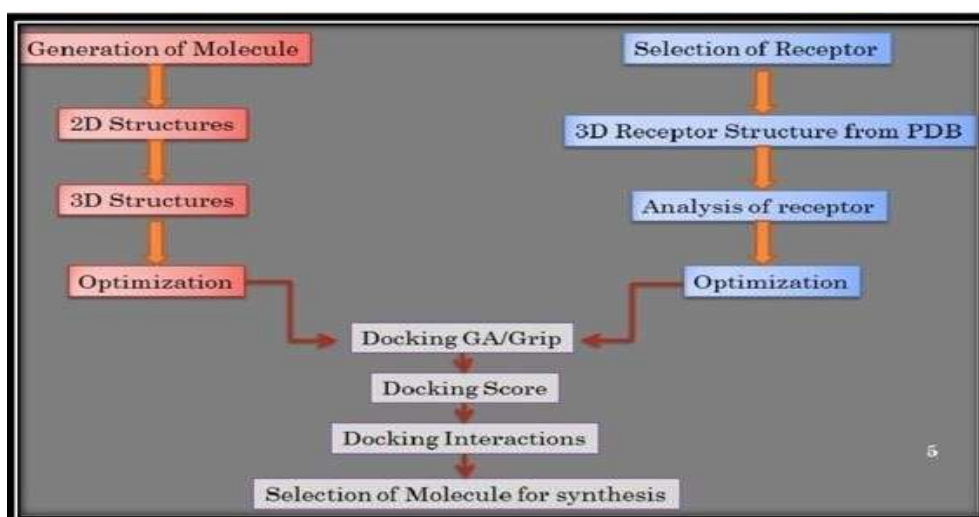 Generation of Molecule
2D Structures
3D Structures
Optimization
Selection of Receptor
3D Receptor Structure from PDB
Analysis of receptor
Optimization
Docking GA/Grip
Docking Score
Docking Interactions
Selection of Molecule for synthesis
5